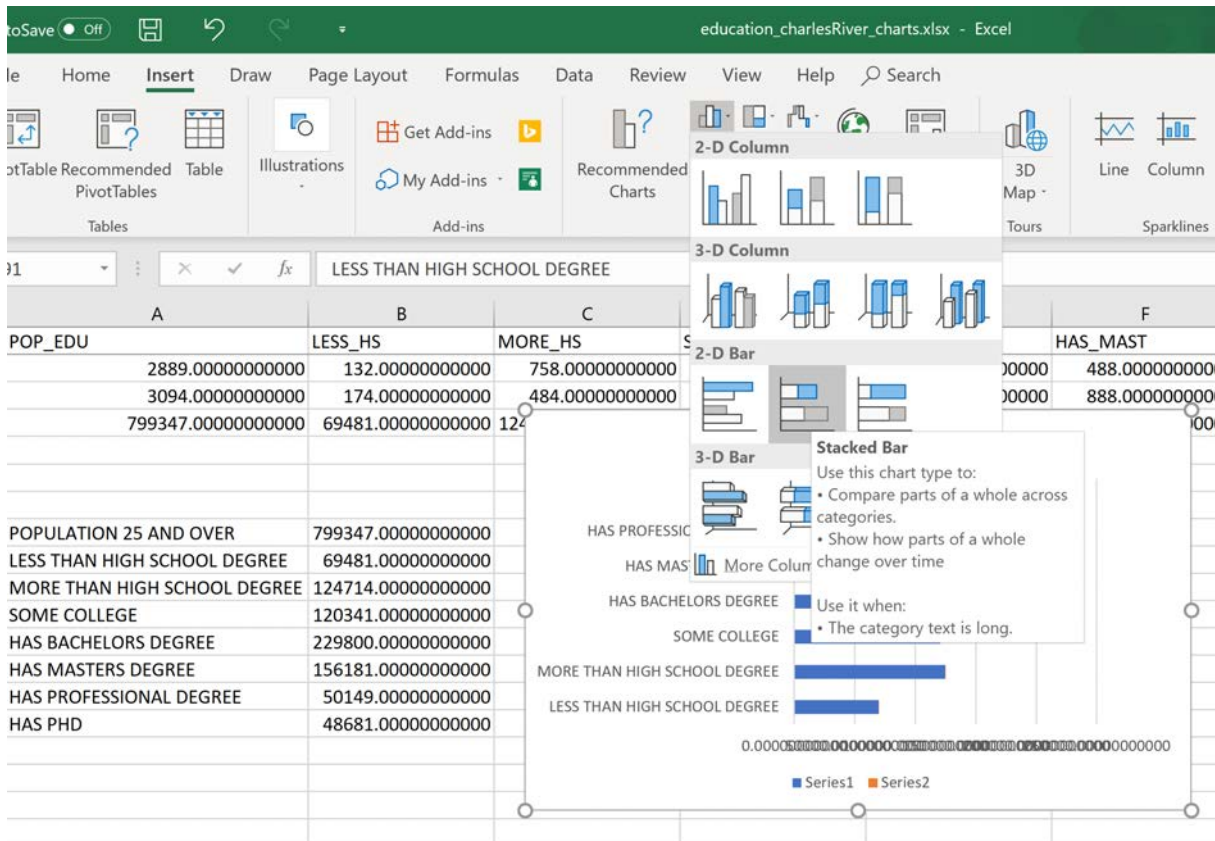 toSave Off education_charlesRiver_charts.xlsx - Excel
Home Insert Draw Page Layout Formulas Data Review View Help Search
Get Add-ins
My Add-ins
Recommended PivotTables
Table
Illustrations
Recommended Charts
3D Map
Line Column
Tables Add-ins Tours Sparklines
2-D Column
3-D Column
2-D Bar
3-D Bar
More Colum
Stacked Bar
Use this chart type to:
• Compare parts of a whole across
categories.
• Show how parts of a whole
change over time
Use it when:
• The category text is long.
91 fx LESS THAN HIGH SCHOOL DEGREE
A B C F
POP_EDU LESS_HS MORE_HS S HAS_MAST
2889.00000000000 132.00000000000 758.00000000000 00000 488.0000000000
3094.00000000000 174.00000000000 484.00000000000 00000 888.0000000000
799347.00000000000 69481.00000000000 124
POPULATION 25 AND OVER 799347.00000000000
LESS THAN HIGH SCHOOL DEGREE 69481.00000000000
MORE THAN HIGH SCHOOL DEGREE 124714.00000000000
SOME COLLEGE 120341.00000000000
HAS BACHELORS DEGREE 229800.00000000000
HAS MASTERS DEGREE 156181.00000000000
HAS PROFESSIONAL DEGREE 50149.00000000000
HAS PHD 48681.00000000000
HAS PROFESSIO
HAS MAS
HAS BACHELORS DEGREE
SOME COLLEGE
MORE THAN HIGH SCHOOL DEGREE
LESS THAN HIGH SCHOOL DEGREE
Series1 Series2